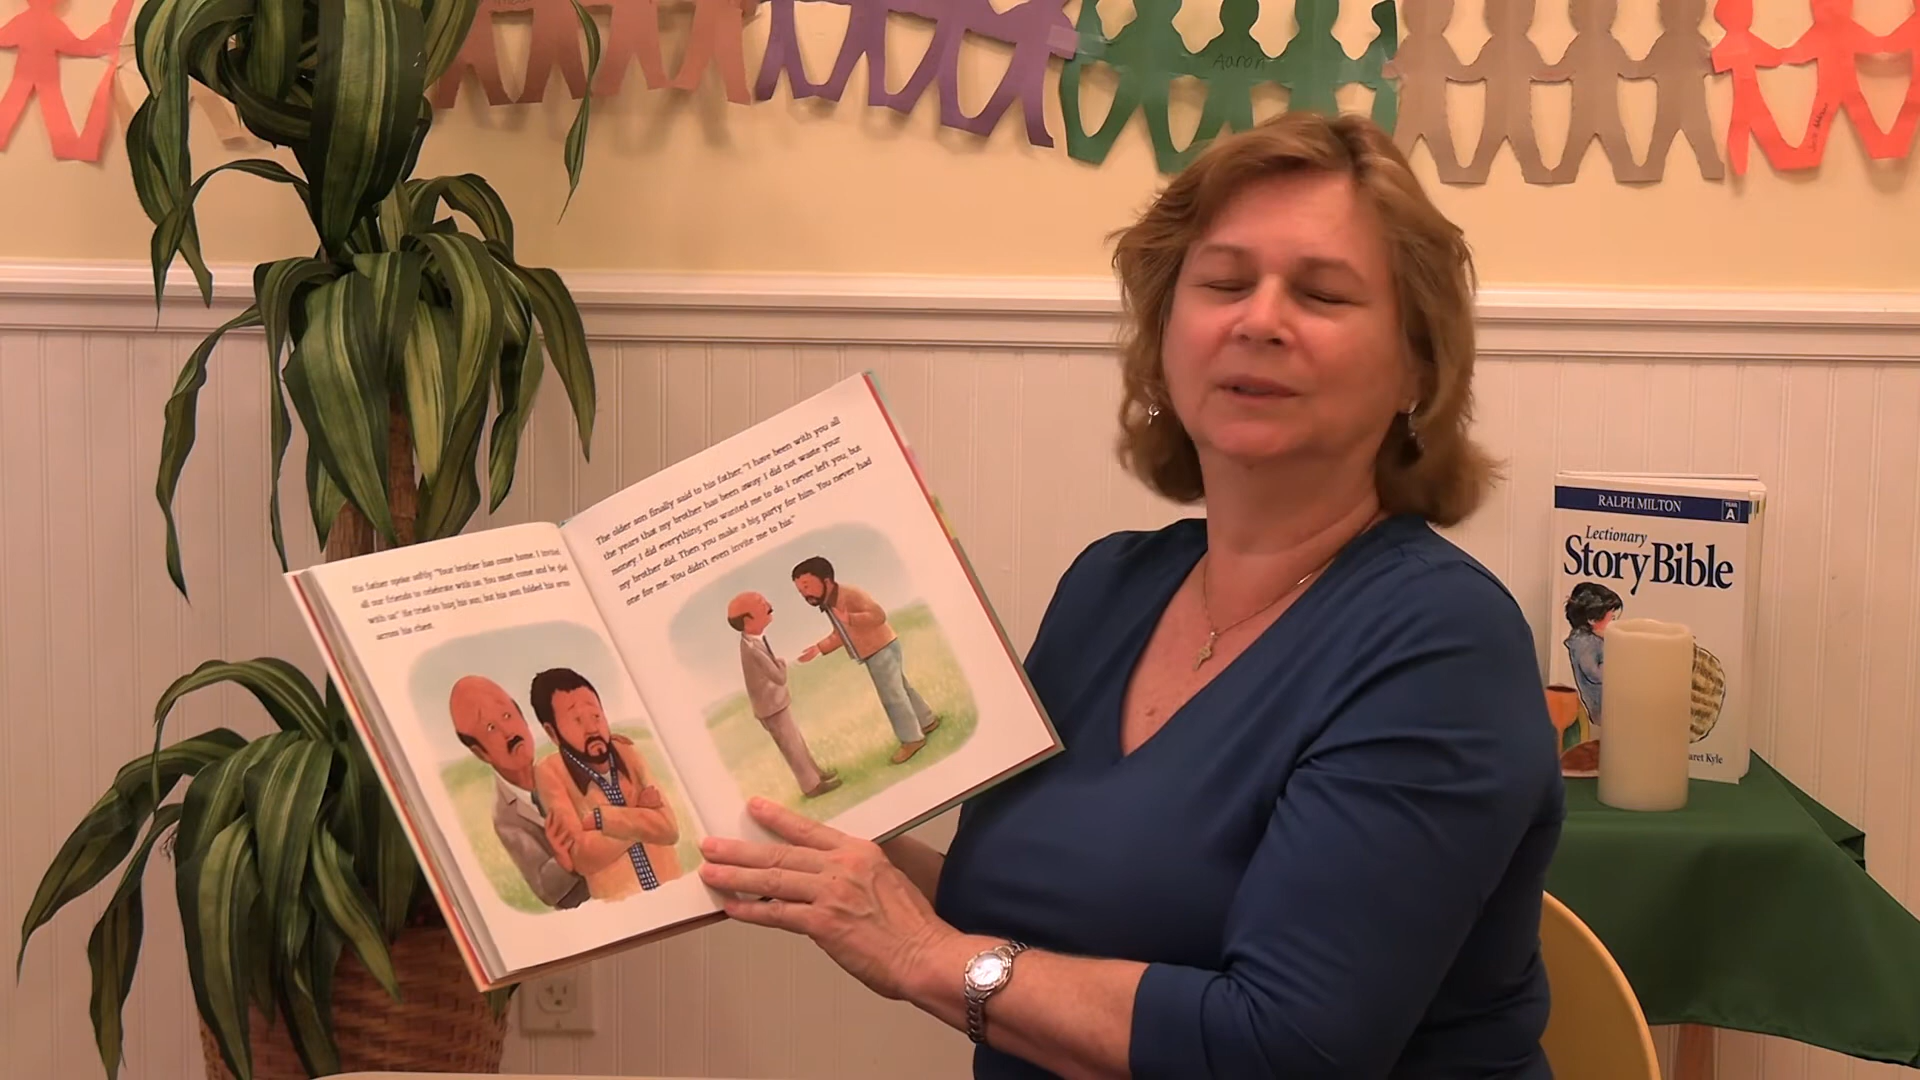 Aaron
His father spoke softly. "Your brother has come home. I invited
all our friends to celebrate with us. You must come and be glad
with us!" He tried to hug his son, but his son folded his arms
across his chest.
The older son finally said to his father, "I have been with you all
the years that my brother has been away. I did not waste your
money. I did everything you wanted me to do. I never left you, but
my brother did. Then you make a big party for him. You never had
one for me. You didn't even invite me to his."
RALPH MILTON
YEAR
A
Lectionary
Story Bible
Kyle